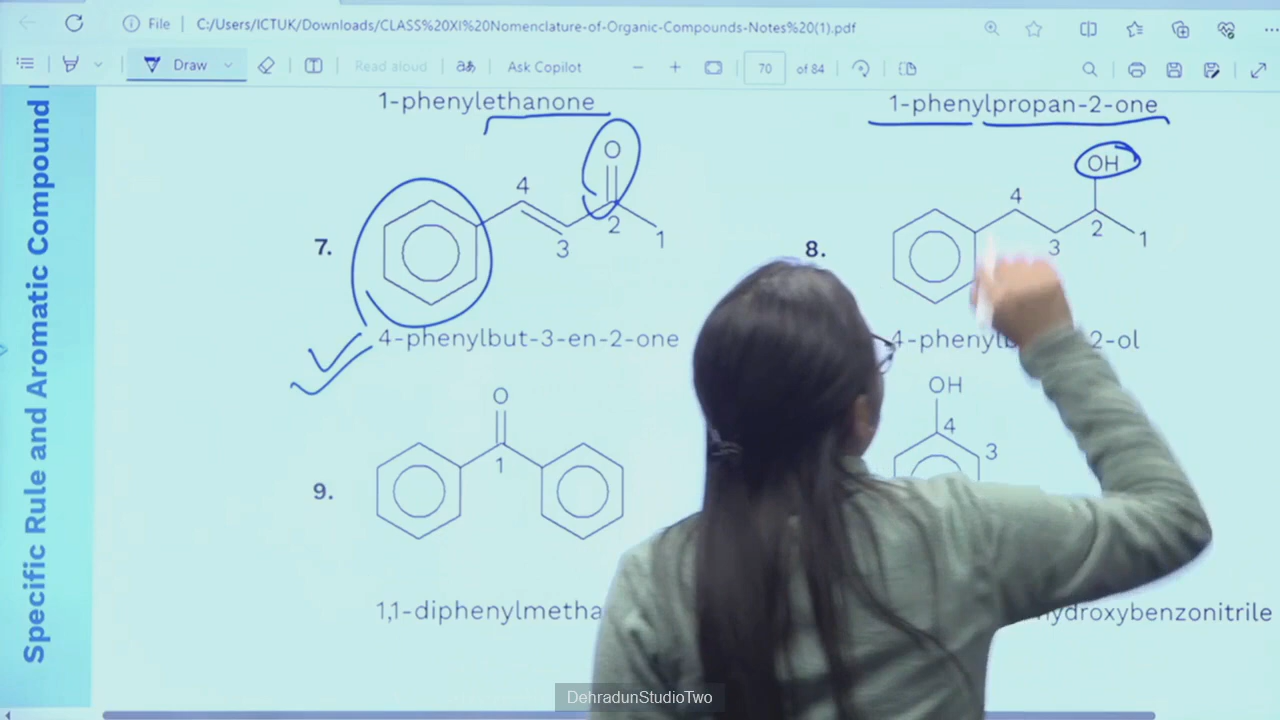 File
C:/Users/ICTUK/Downloads/CLASS%20XI%20Nomenclature-of-Organic-Compounds-Notes%20(1).pdf
Draw
Read aloud
aあ
Ask Copilot
70 of 84
Specific Rule and Aromatic Compound
1-phenylethanone
1-phenylpropan-2-one
7.
O
4
3
2
1
4-phenylbut-3-en-2-one
8.
OH
4
3
2
1
2-ol
9.
O
1
1,1-diphenylmetha
OH
4
3
hydroxybenzonitrile
DehradunStudioTwo